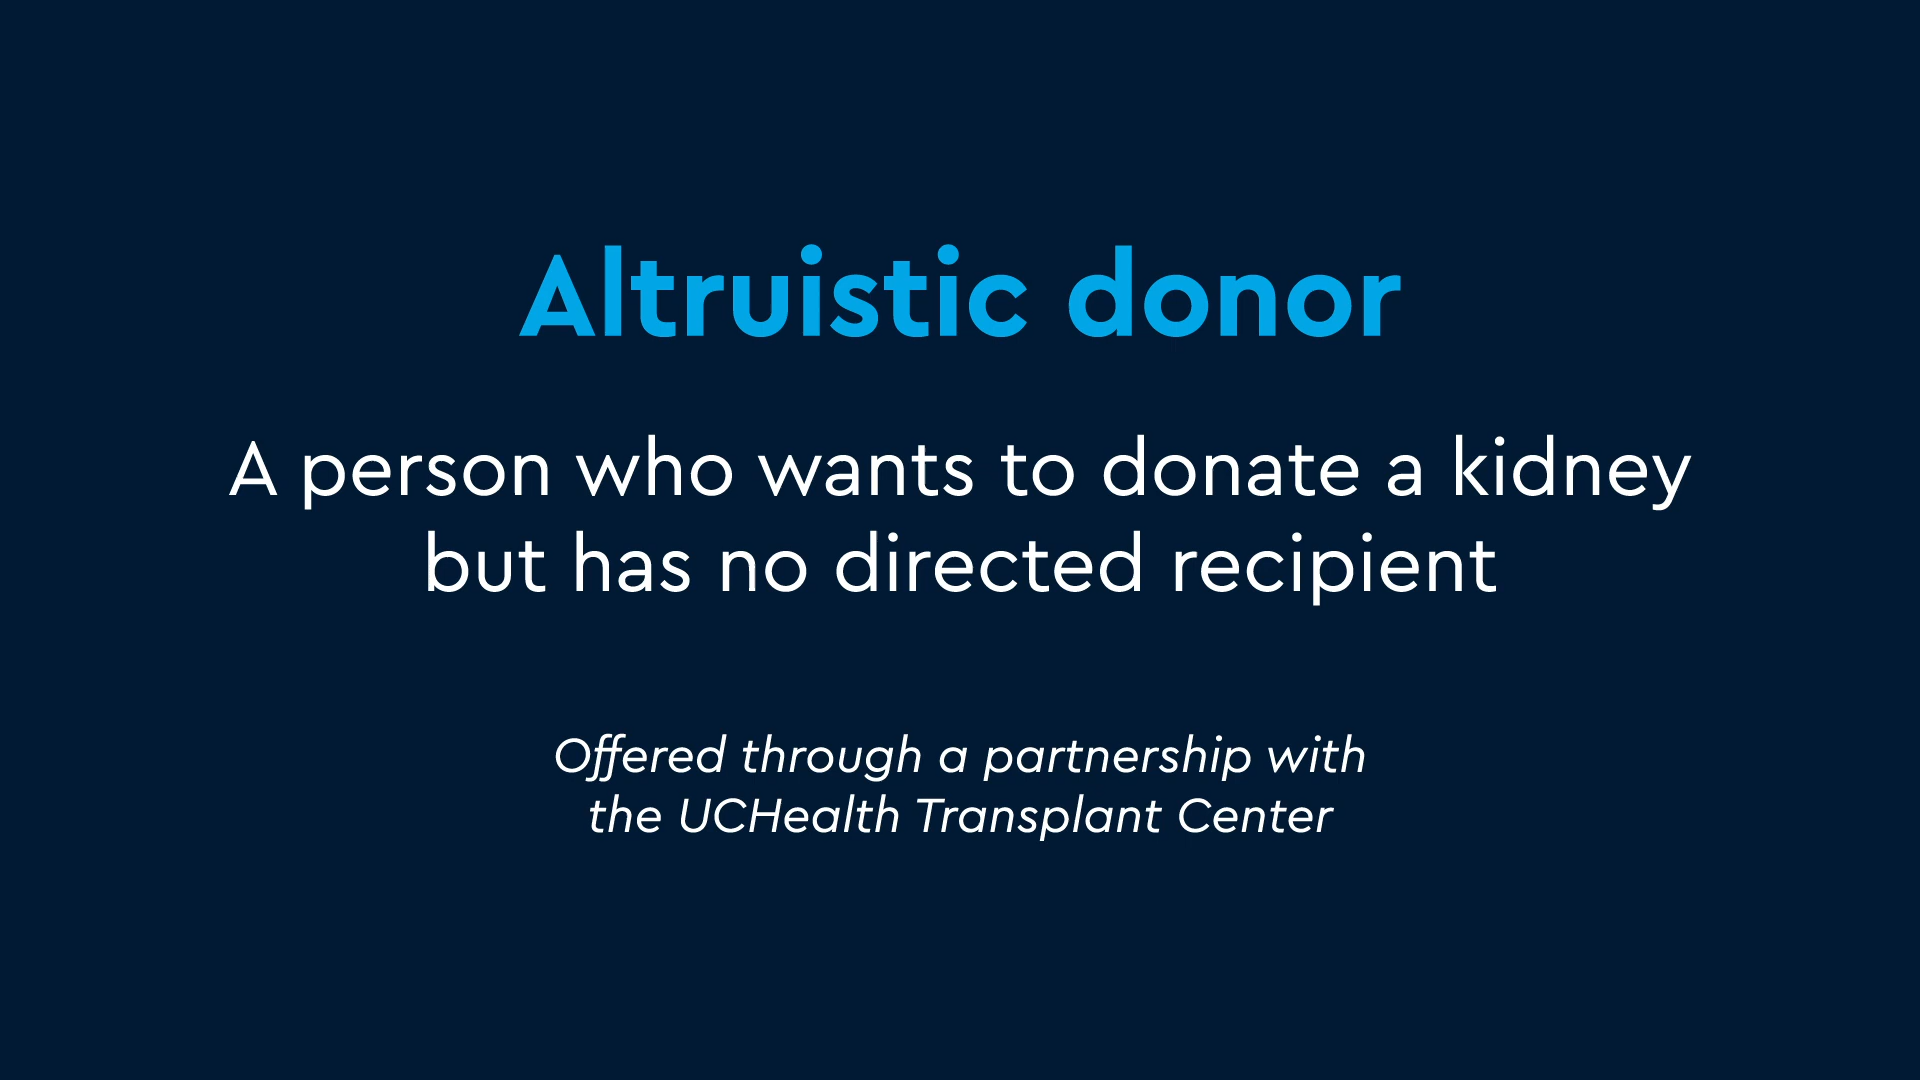 Altruistic donor
A person who wants to donate a kidney
but has no directed recipient
Offered through a partnership with
the UCHealth Transplant Center